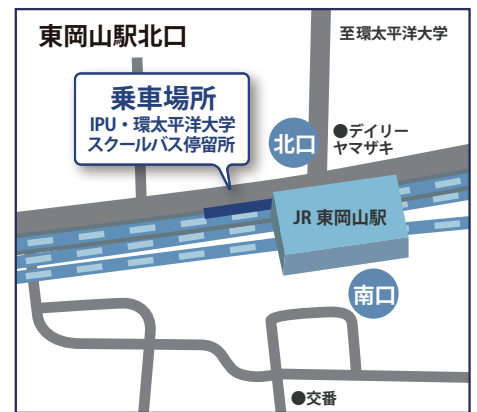 東岡山駅北口
至環太平洋大学
乗車場所
IPU・環太平洋大学
スクールバス停留所
北口
●デイリー
ヤマザキ
JR 東岡山駅
南口
●交番